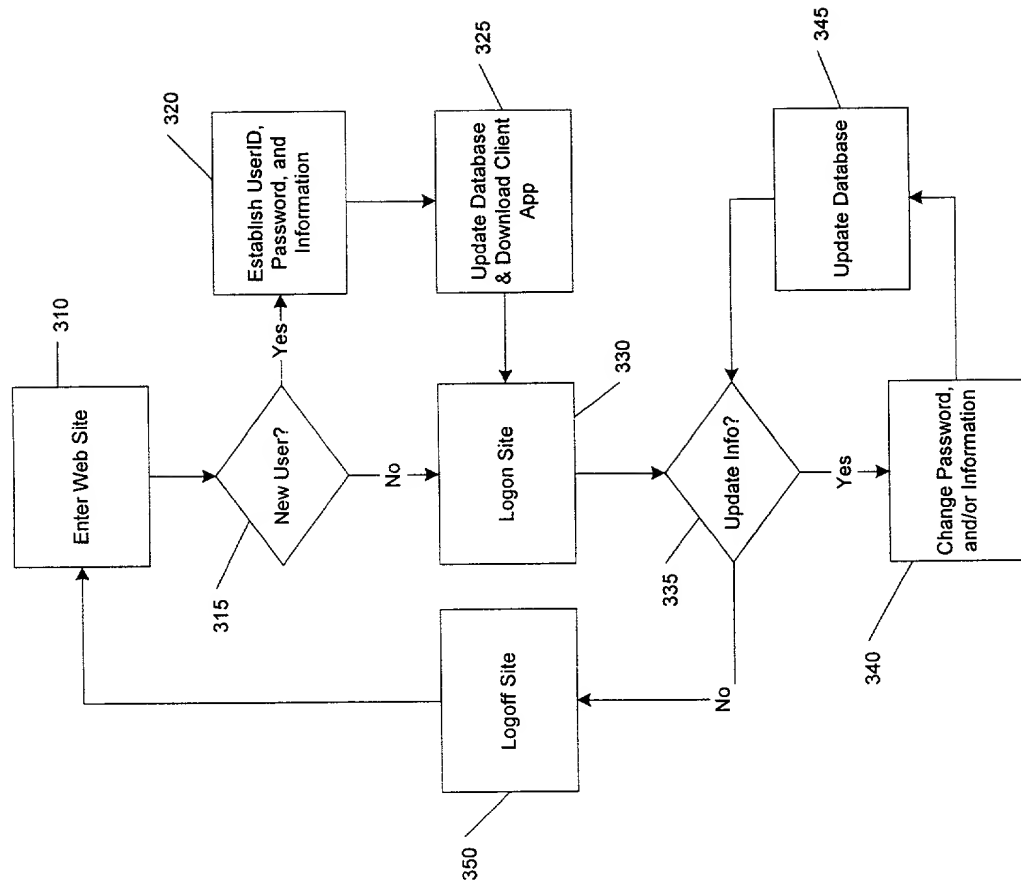 310
Enter Web Site
315
New User?
Yes
No
320
Establish UserID,
Password, and
Information
325
Update Database
& Download Client
App
330
Logon Site
335
Update Info?
Yes
No
340
Change Password,
and/or Information
345
Update Database
350
Logoff Site